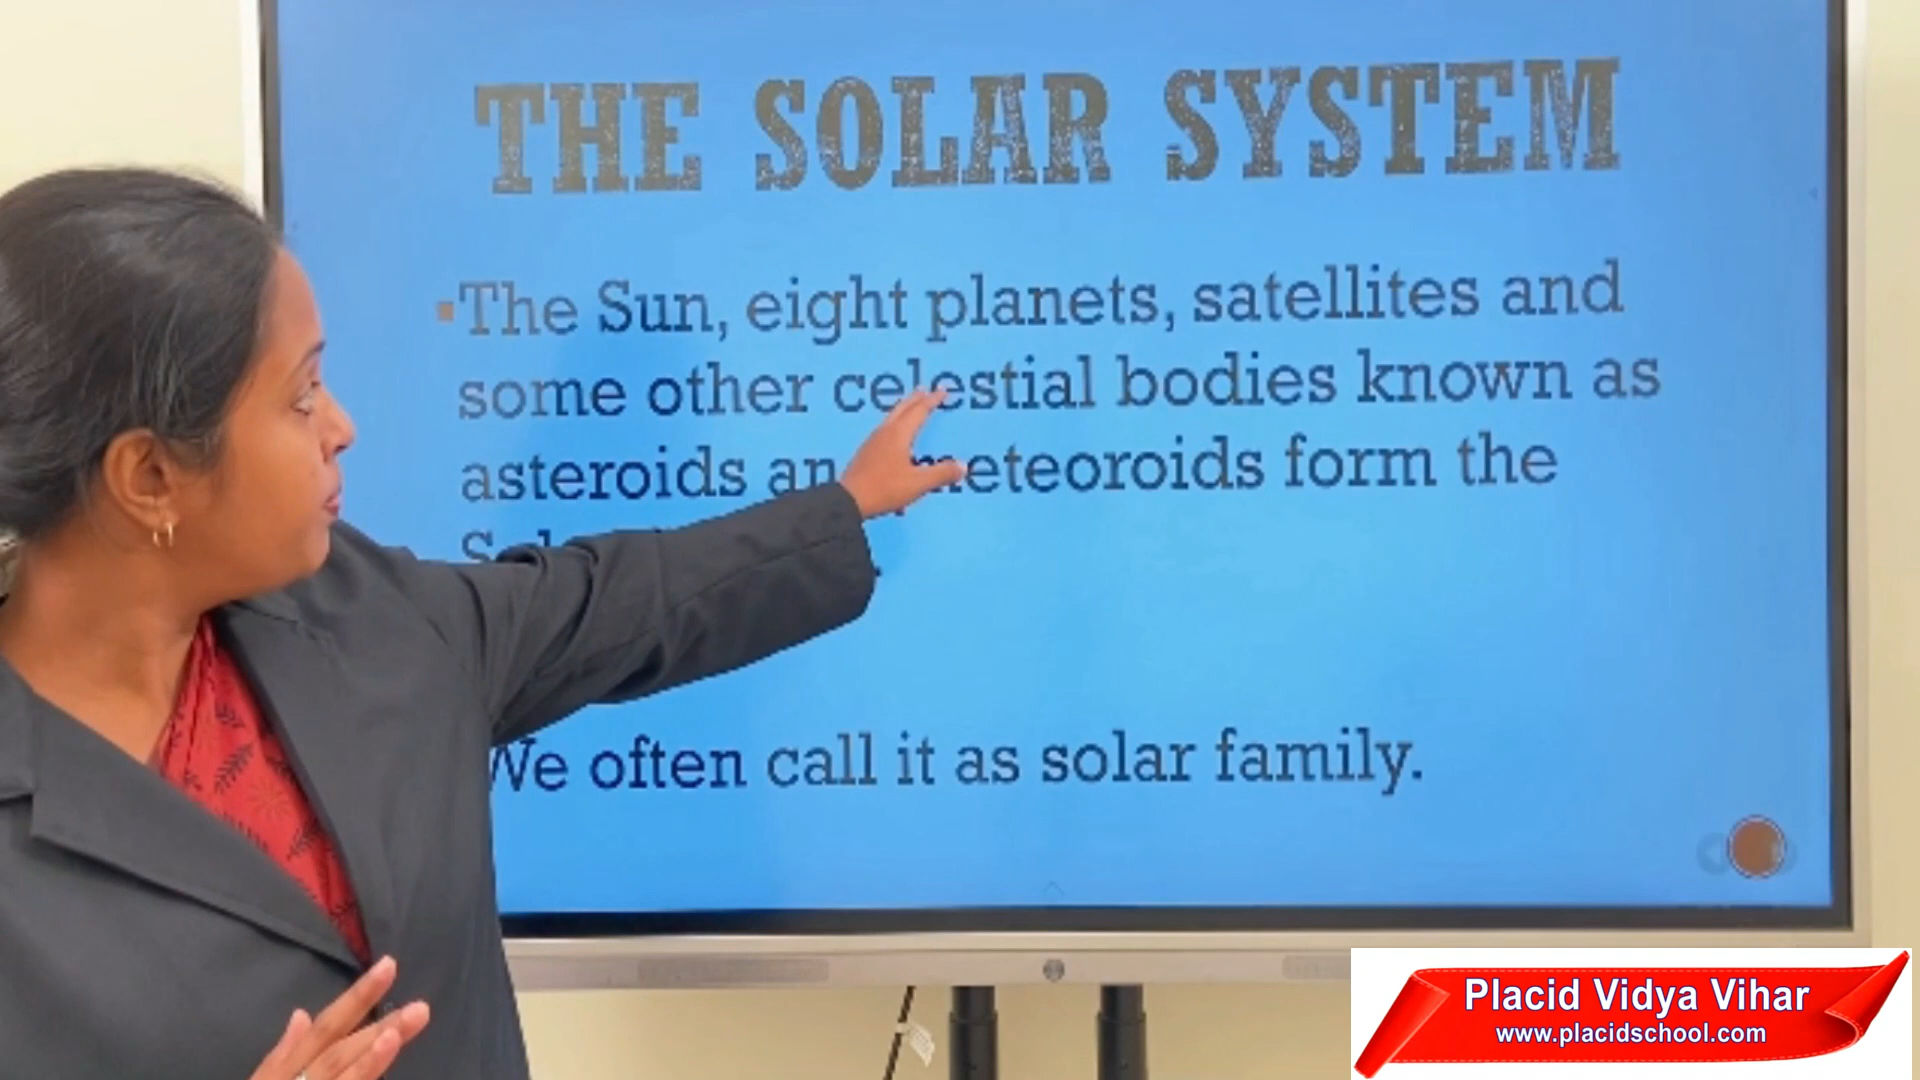 THE SOLAR SYSTEM
▪The Sun, eight planets, satellites and
some other celestial bodies known as
asteroids meteoroids form the
We often call it as solar family.
Placid Vidya Vihar
www.placidschool.com